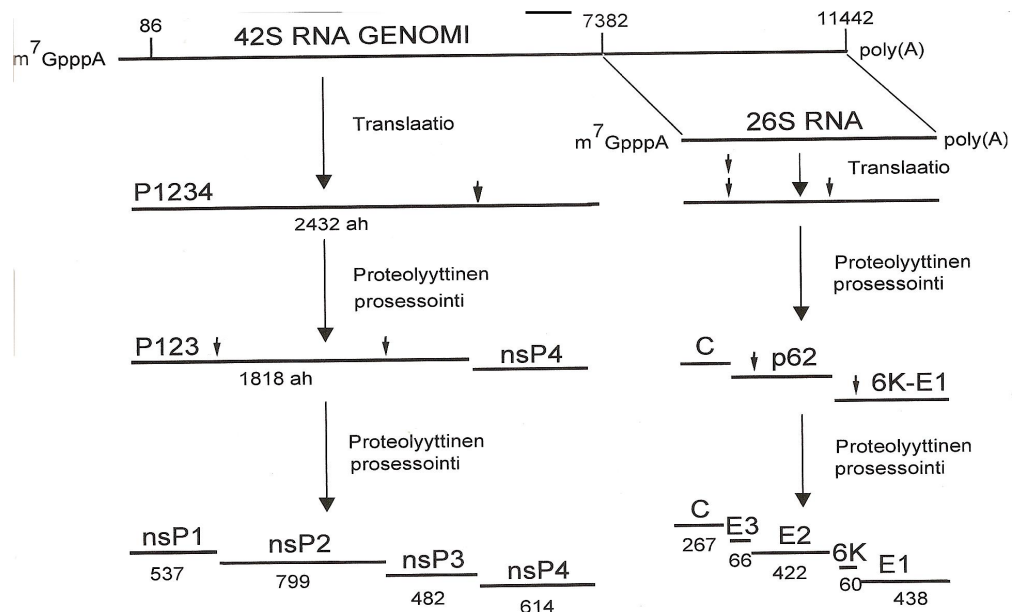 86
42S RNA GENOMI
7382
11442
m7GpppA
poly(A)
Translaatio
26S RNA
m7GpppA
poly(A)
Translaatio
P1234
2432 ah
Proteolyyttinen
prosessointi
Proteolyyttinen
prosessointi
P123
nsP4
1818 ah
C
p62
6K-E1
Proteolyyttinen
prosessointi
Proteolyyttinen
prosessointi
nsP1
nsP2
nsP3
nsP4
537
799
482
614
C
E3
E2
6K
E1
267
66
422
60
438